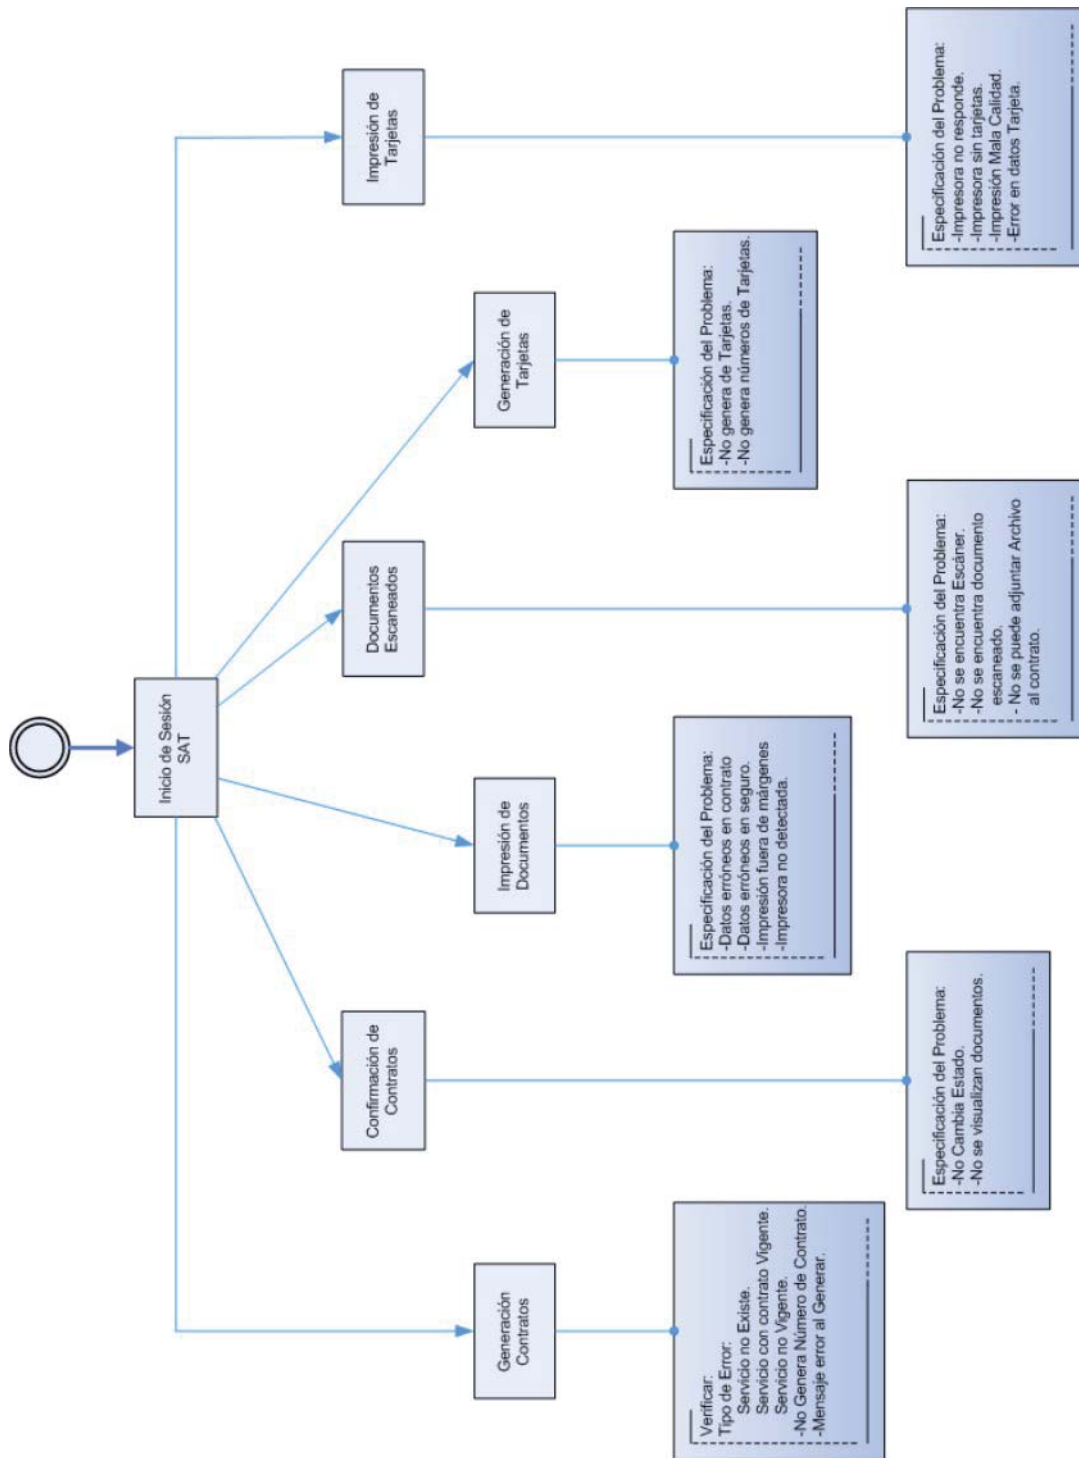 Inicio de Sesión
SAT
Generación
Contratos
Confirmación de
Contratos
Impresión de
Documentos
Documentos
Escaneados
Generación de
Tarjetas
Impresión de
Tarjetas
Verificar:
Tipo de Error:
Servicio no Existe.
Servicio con contrato Vigente.
Servicio no Vigente.
-No Genera Número de Contrato.
-Mensaje error al Generar.
Especificación del Problema:
-No Cambia Estado.
-No se visualizan documentos.
Especificación del Problema:
-Datos erróneos en contrato
-Datos erróneos en seguro.
-Impresión fuera de márgenes
-Impresora no detectada.
Especificación del Problema:
-No se encuentra Escáner.
-No se encuentra documento
escaneado.
- No se puede adjuntar Archivo
al contrato.
Especificación del Problema:
-No genera de Tarjetas.
-No genera números de Tarjetas.
Especificación del Problema:
-Impresora no responde.
-Impresora sin tarjetas.
-Impresión Mala Calidad.
-Error en datos Tarjeta.